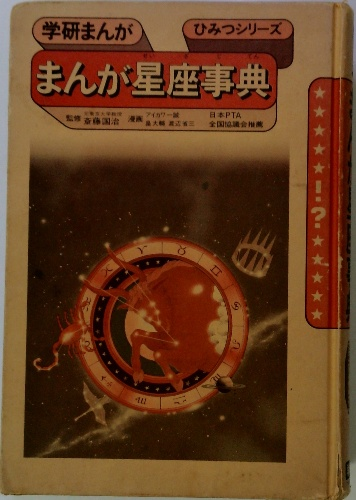 学研まんが
ひみつシリーズ
まんが星座事典
監修 斎藤国治 漫画
日本PTA
全国協議会推薦
!?